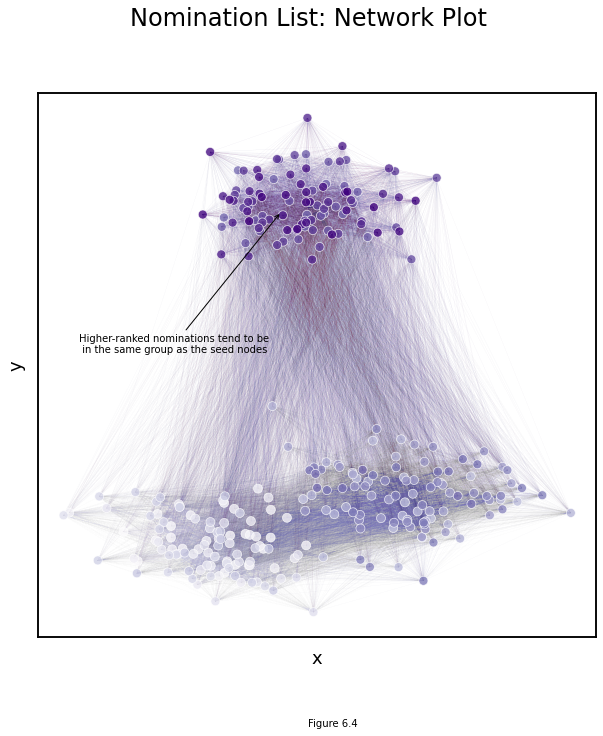 Nomination List: Network Plot
Higher-ranked nominations tend to be
in the same group as the seed nodes
y
x
Figure 6.4